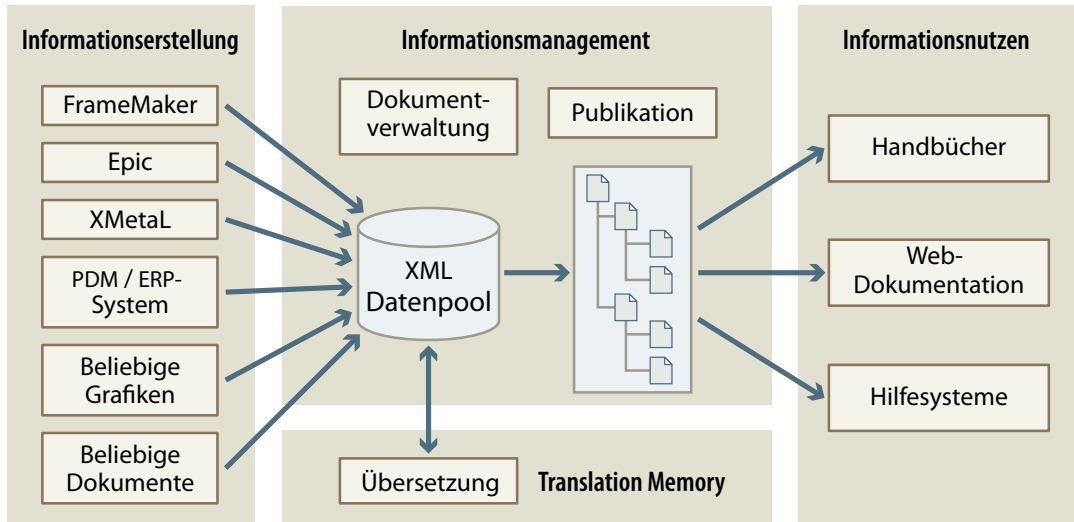 Informationserstellung
FrameMaker
Epic
XMetaL
PDM / ERP-
System
Beliebige
Grafiken
Beliebige
Dokumente
Informationsmanagement
Dokument-
verwaltung
Publikation
XML
Datenpool
Übersetzung
Translation Memory
Informationsnutzen
Handbücher
Web-
Dokumentation
Hilfesysteme